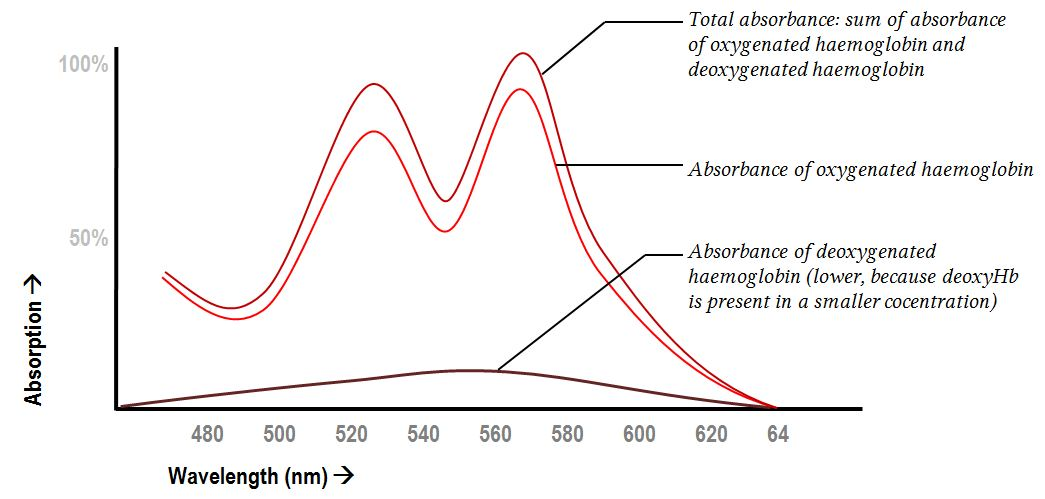 Total absorbance: sum of absorbance
of oxygenated haemoglobin and
deoxygenated haemoglobin
100%
Absorbance of oxygenated haemoglobin
50%
Absorbance of deoxygenated
haemoglobin (lower, because deoxyHb
is present in a smaller cocentration)
Absorption →
480 500 520 540 560 580 600 620 64
Wavelength (nm) →